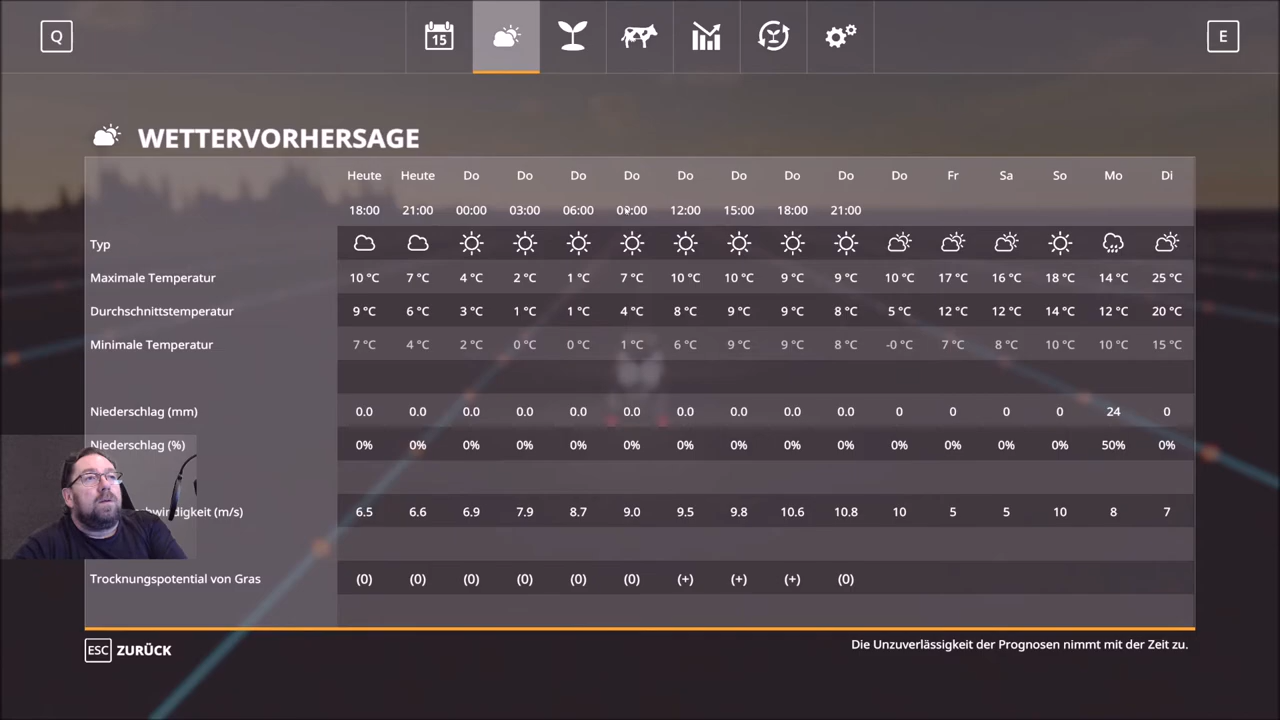 Q
15
E
WETTERVORHERSAGE
Heute Heute Do Do Do Do Do Do Do Do Do Fr Sa So Mo Di
18:00 21:00 00:00 03:00 06:00 09:00 12:00 15:00 18:00 21:00
Typ
Maximale Temperatur 10 °C 7 °C 4 °C 2 °C 1 °C 7 °C 10 °C 10 °C 9 °C 9 °C 10 °C 17 °C 16 °C 18 °C 14 °C 25 °C
Durchschnittstemperatur 9 °C 6 °C 3 °C 1 °C 1 °C 4 °C 8 °C 9 °C 9 °C 8 °C 5 °C 12 °C 12 °C 14 °C 12 °C 20 °C
Minimale Temperatur 7 °C 4 °C 2 °C 0 °C 0 °C 1 °C 6 °C 9 °C 9 °C 8 °C -0 °C 7 °C 8 °C 10 °C 10 °C 15 °C
Niederschlag (mm) 0.0 0.0 0.0 0.0 0.0 0.0 0.0 0.0 0.0 0.0 0 0 0 0 24 0
Niederschlag (%) 0% 0% 0% 0% 0% 0% 0% 0% 0% 0% 0% 0% 0% 0% 50% 0%
(m/s) 6.5 6.6 6.9 7.9 8.7 9.0 9.5 9.8 10.6 10.8 10 5 5 10 8 7
Trocknungspotential von Gras (0) (0) (0) (0) (0) (0) (+) (+) (+) (0)
ESC ZURÜCK
Die Unzuverlässigkeit der Prognosen nimmt mit der Zeit zu.